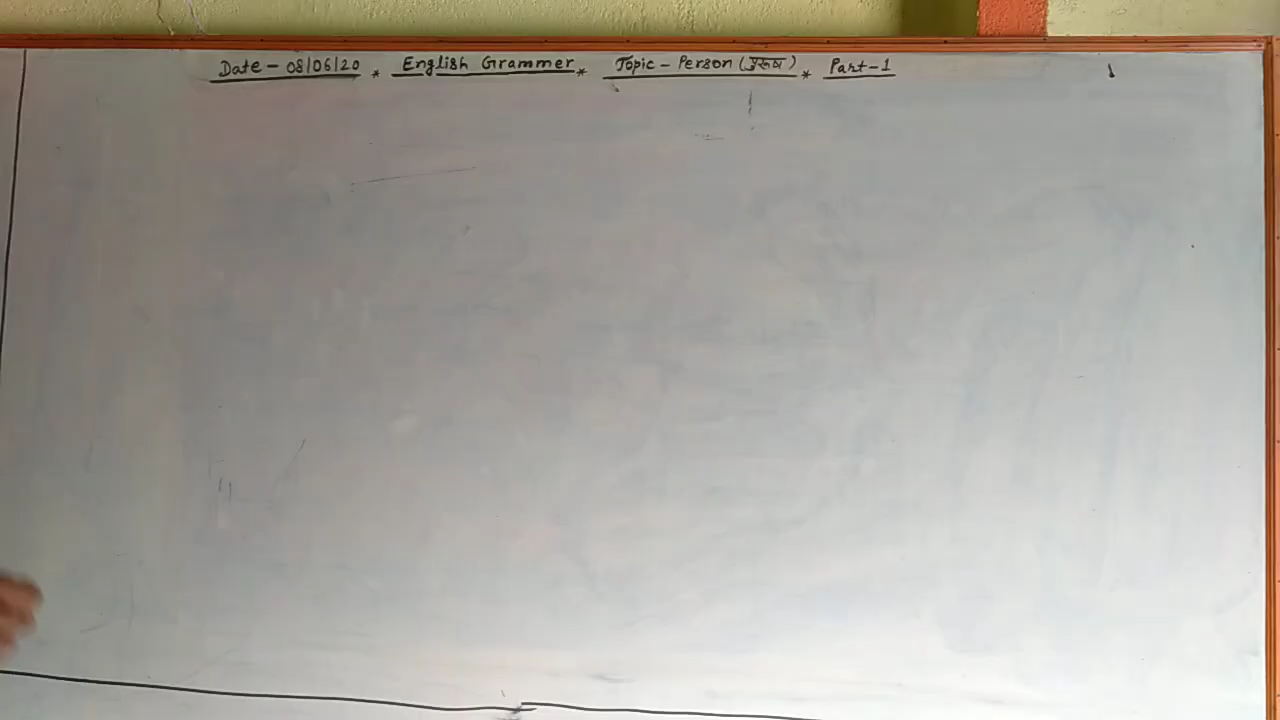 Date - 08/06/20 * English Grammer * Topic - Person (पुरूष) * Part-1